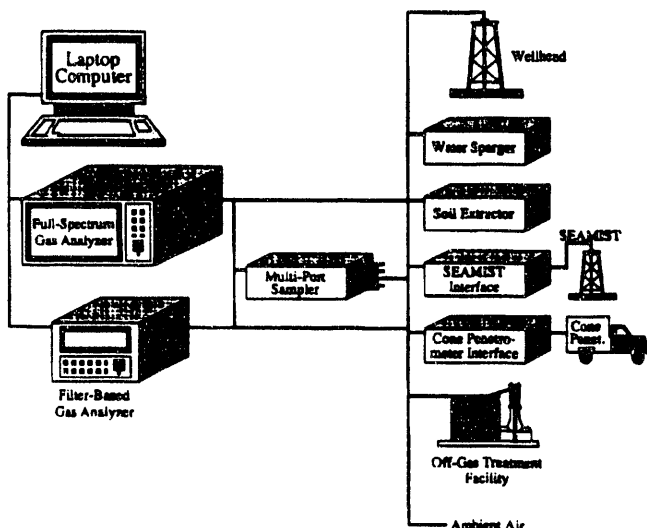 Laptop
Computer
Full-Spectrum
Gas Analyzer
Filter-Based
Gas Analyzer
Multi-Port
Sampler
Wellhead
Water Sparger
Soil Extractor
SEAMIST
Interface
SEAMIST
Cone Penetro-
meter Interface
Cone
Penet.
Off-Gas Treatment
Facility
Ambient Air